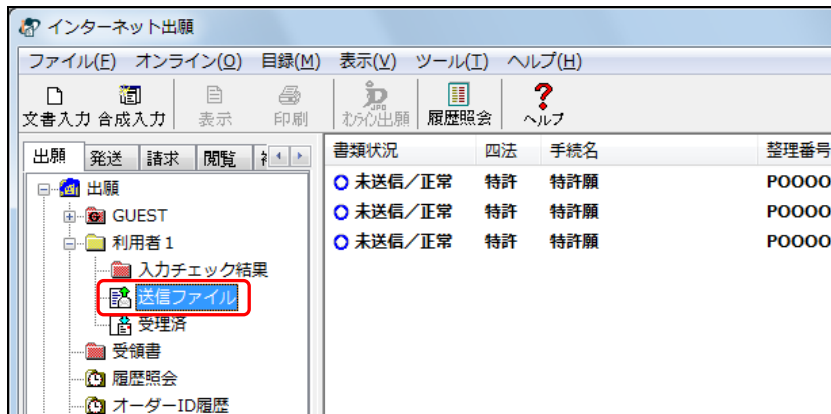 インターネット出願
ファイル(F) オンライン(O) 目録(M) 表示(V) ツール(T) ヘルプ(H)
文書入力 合成入力 表示 印刷 オンライン出願 履歴照会 ヘルプ
出願 発送 請求 閲覧
書類状況 四法 手続名 整理番号
出願
未送信/正常 特許 特許願 P0000
GUEST
未送信/正常 特許 特許願 P0000
利用者1
未送信/正常 特許 特許願 P0000
入力チェック結果
送信ファイル
受理済
受領書
履歴照会
オーダーID履歴